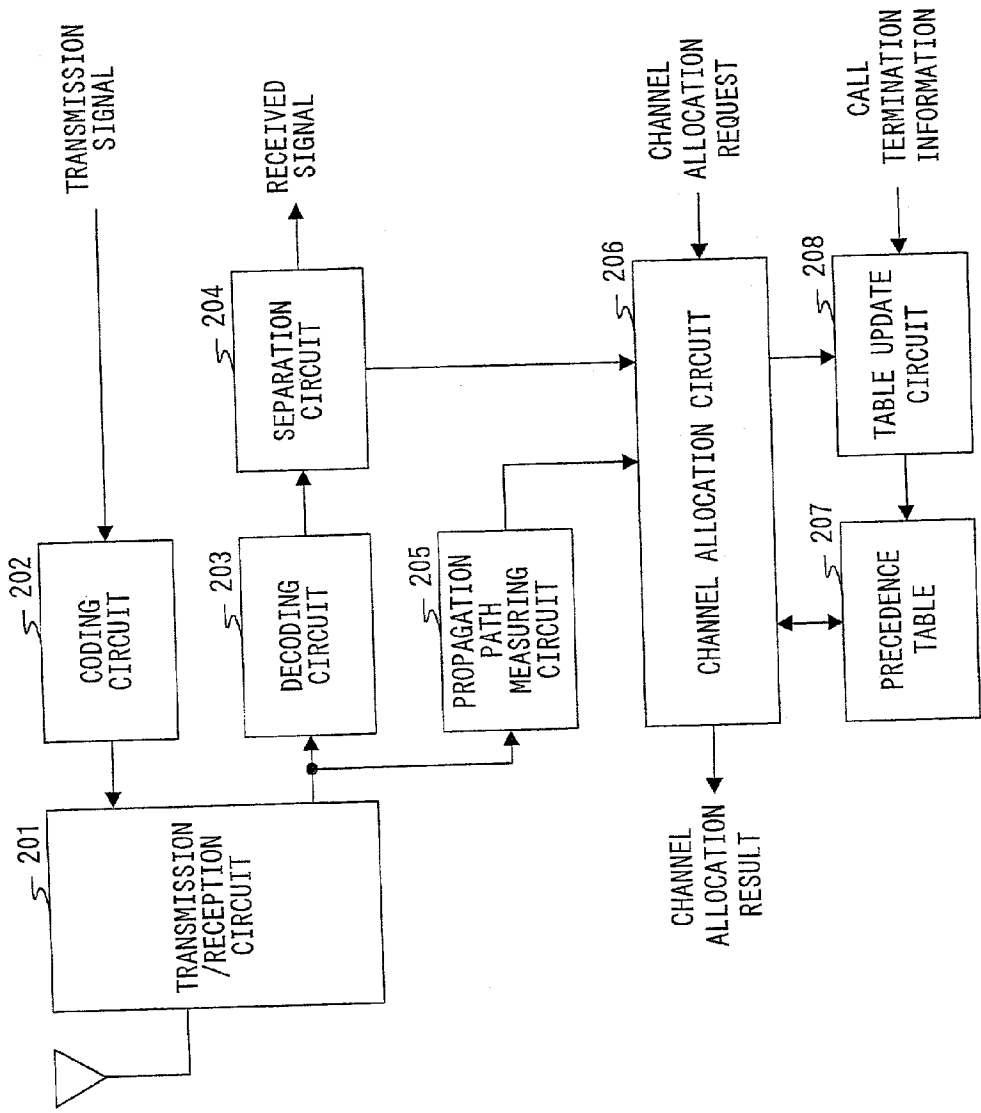 TRANSMISSION
SIGNAL
202
CODING
CIRCUIT
201
TRANSMISSION
/RECEPTION
CIRCUIT
203
DECODING
CIRCUIT
204
SEPARATION
CIRCUIT
RECEIVED
SIGNAL
205
PROPAGATION
PATH
MEASURING
CIRCUIT
206
CHANNEL ALLOCATION CIRCUIT
CHANNEL
ALLOCATION
REQUEST
CHANNEL
ALLOCATION
RESULT
207
PRECEDENCE
TABLE
208
TABLE UPDATE
CIRCUIT
CALL
TERMINATION
INFORMATION